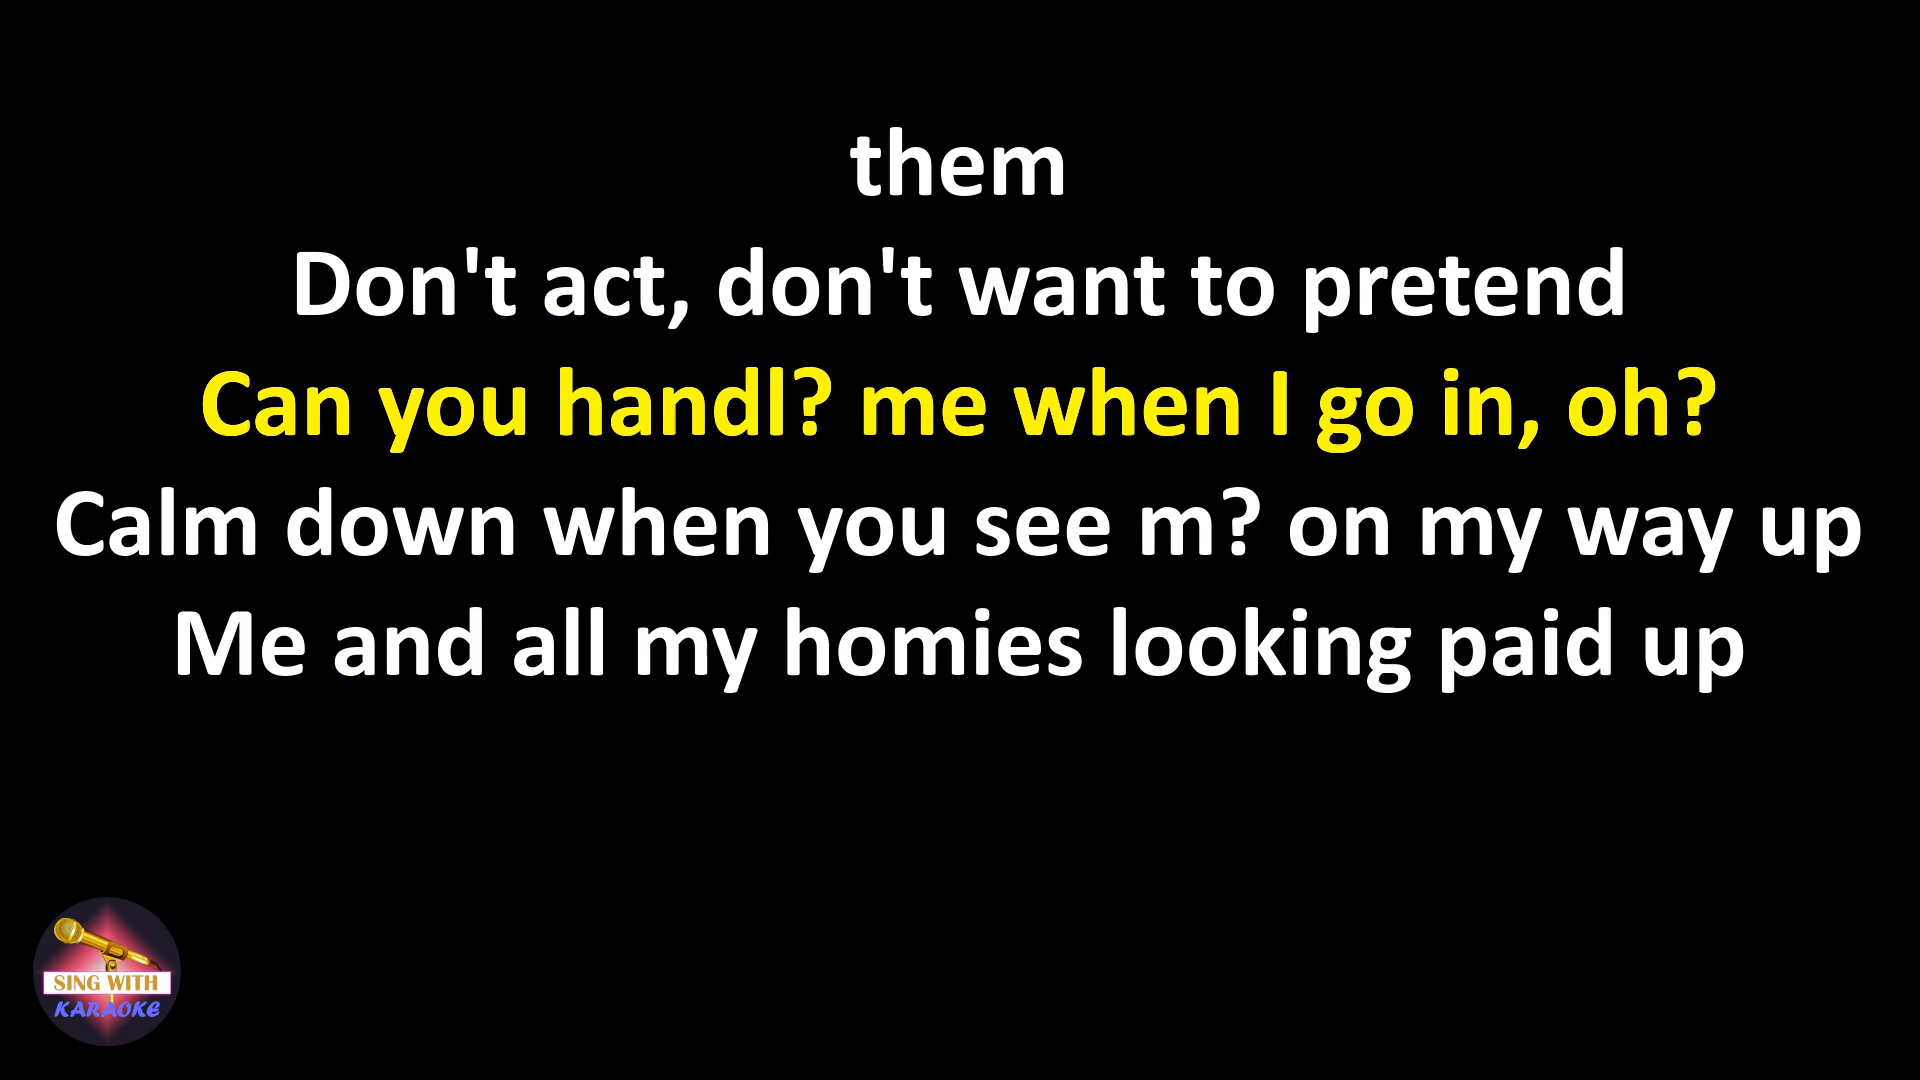 them
Don't act, don't want to pretend
Can you handl? me when I go in, oh?
Calm down when you see m? on my way up
Me and all my homies looking paid up
SING WITH
KARAOKE